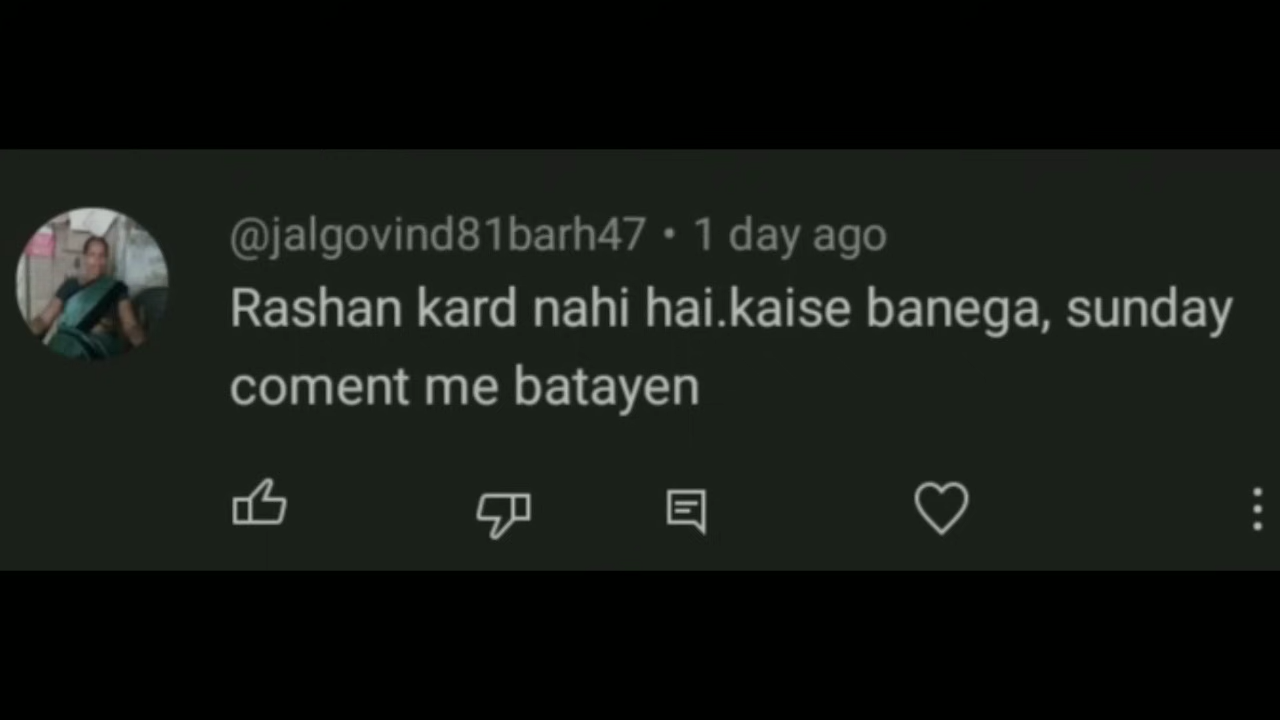 @jalgovind81barh47 • 1 day ago
Rashan kard nahi hai.kaise banega, sunday
coment me batayen